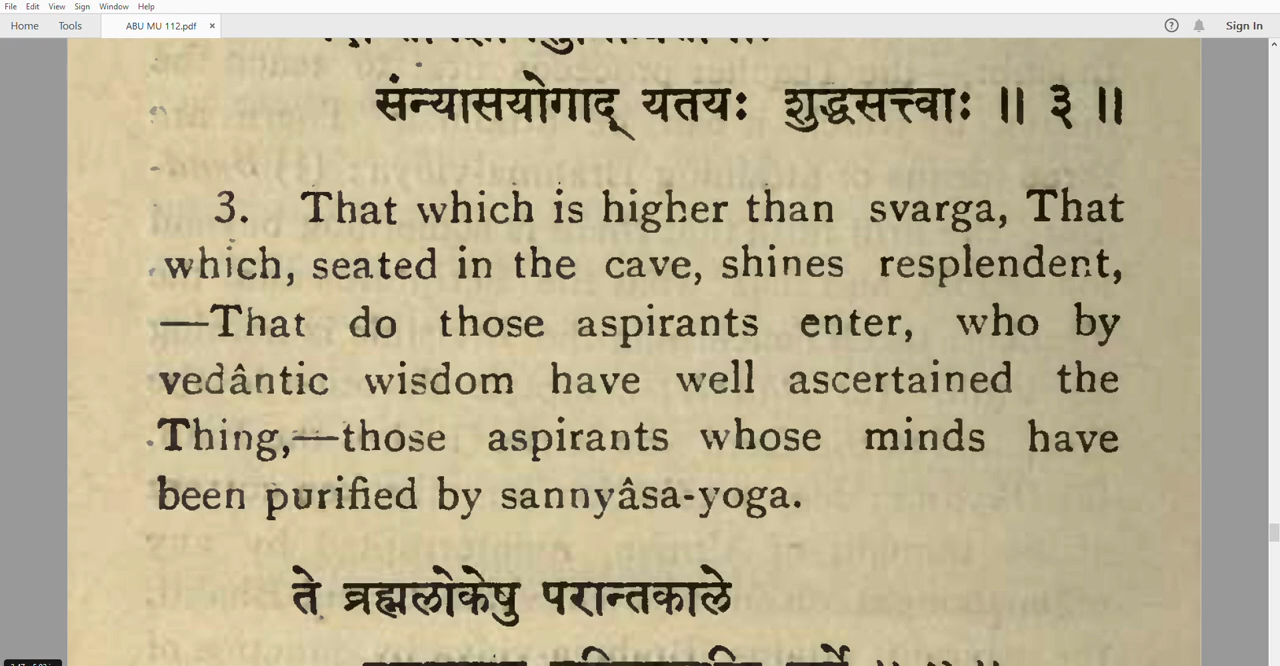 File Edit View Sign Window Help
Home Tools ABU MU 112.pdf × Sign In
संन्यासयोगाद् यतयः शुद्धसत्त्वाः ॥ ३ ॥
3. That which is higher than svarga, That
which, seated in the cave, shines resplendent,
—That do those aspirants enter, who by
vedântic wisdom have well ascertained the
Thing,—those aspirants whose minds have
been purified by sannyâsa-yoga.
ते ब्रह्मलोकेषु परान्तकाले